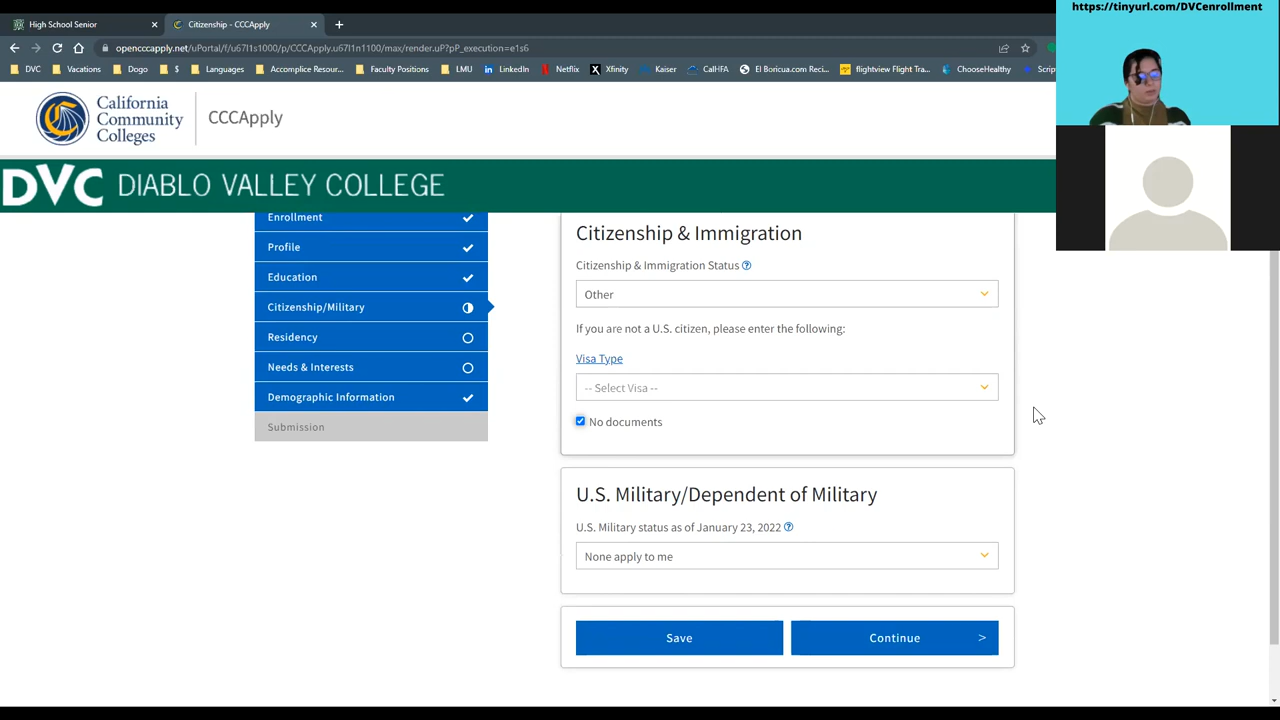 https://tinyurl.com/DVCenrollment
High School Senior
Citizenship - CCCApply
opencccapply.net/uPortal/f/u67l1s1000/p/CCCApply.u67l1n1100/max/render.uP?pP_execution=e1s6
DVC Vacations Dogo $ Languages Accomplice Resour... Faculty Positions LMU LinkedIn Netflix Xfinity Kaiser CalHFA El Boricua.com Reci... flightview Flight Tra... ChooseHealthy Scrip
California
Community
Colleges
CCCApply
DVC DIABLO VALLEY COLLEGE
Enrollment
Profile
Education
Citizenship/Military
Residency
Needs & Interests
Demographic Information
Submission
Citizenship & Immigration
Citizenship & Immigration Status
Other
If you are not a U.S. citizen, please enter the following:
Visa Type
-- Select Visa --
No documents
U.S. Military/Dependent of Military
U.S. Military status as of January 23, 2022
None apply to me
Save
Continue >